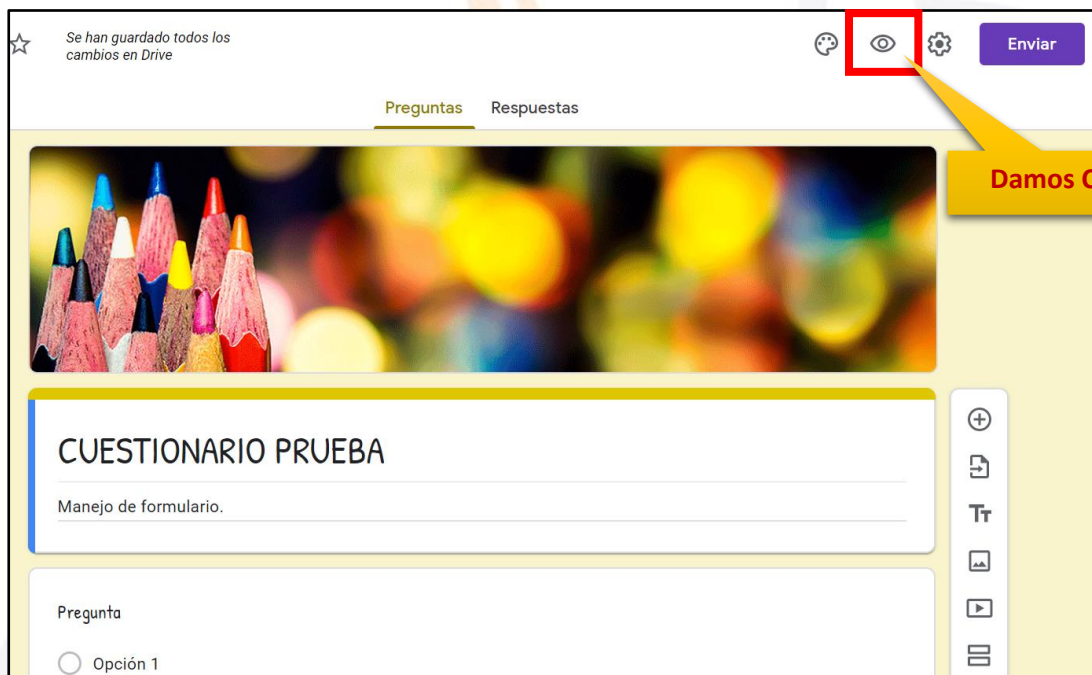 Se han guardado todos los
cambios en Drive
Enviar
Preguntas Respuestas
Damos
CUESTIONARIO PRUEBA
Manejo de formulario.
Tт
Pregunta
Opción 1